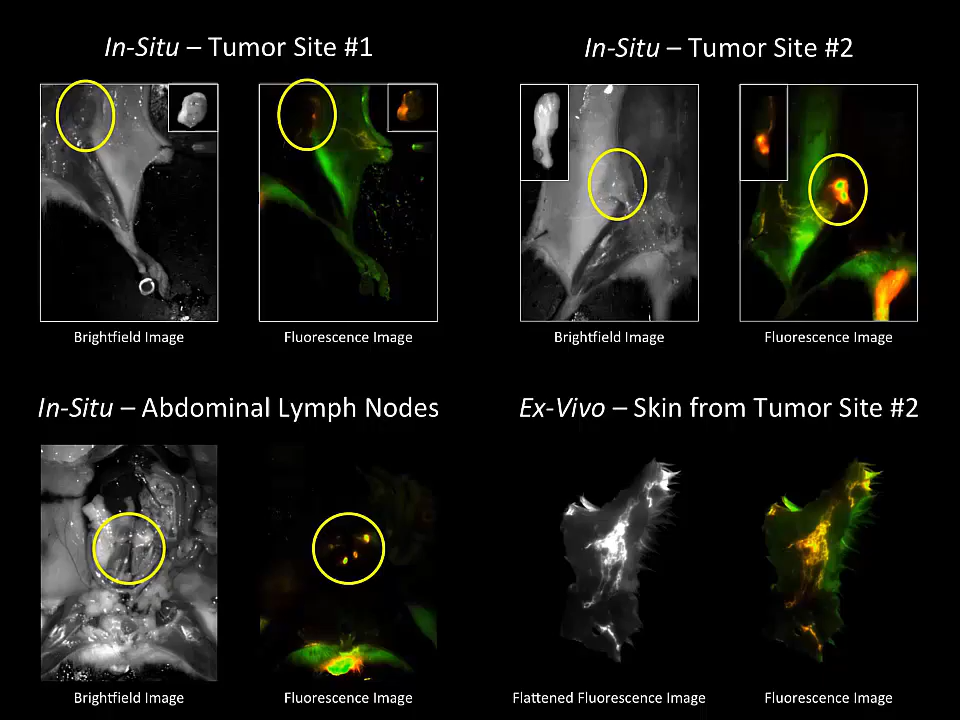 In-Situ – Tumor Site #1
In-Situ – Tumor Site #2
Brightfield Image
Fluorescence Image
Brightfield Image
Fluorescence Image
In-Situ – Abdominal Lymph Nodes
Ex-Vivo – Skin from Tumor Site #2
Brightfield Image
Fluorescence Image
Flattened Fluorescence Image
Fluorescence Image